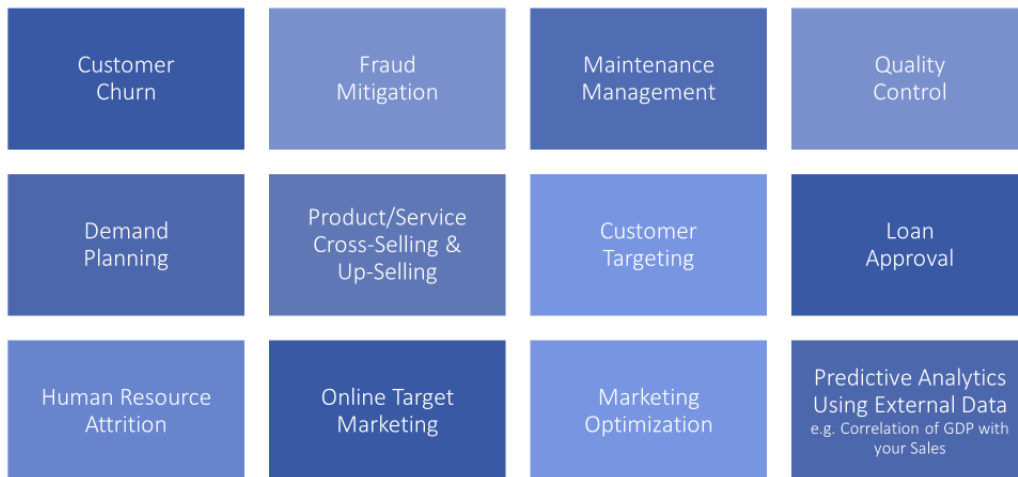 Customer
Churn
Fraud
Mitigation
Maintenance
Management
Quality
Control
Demand
Planning
Product/Service
Cross-Selling &
Up-Selling
Customer
Targeting
Loan
Approval
Human Resource
Attrition
Online Target
Marketing
Marketing
Optimization
Predictive Analytics
Using External Data
e.g. Correlation of GDP with
your Sales